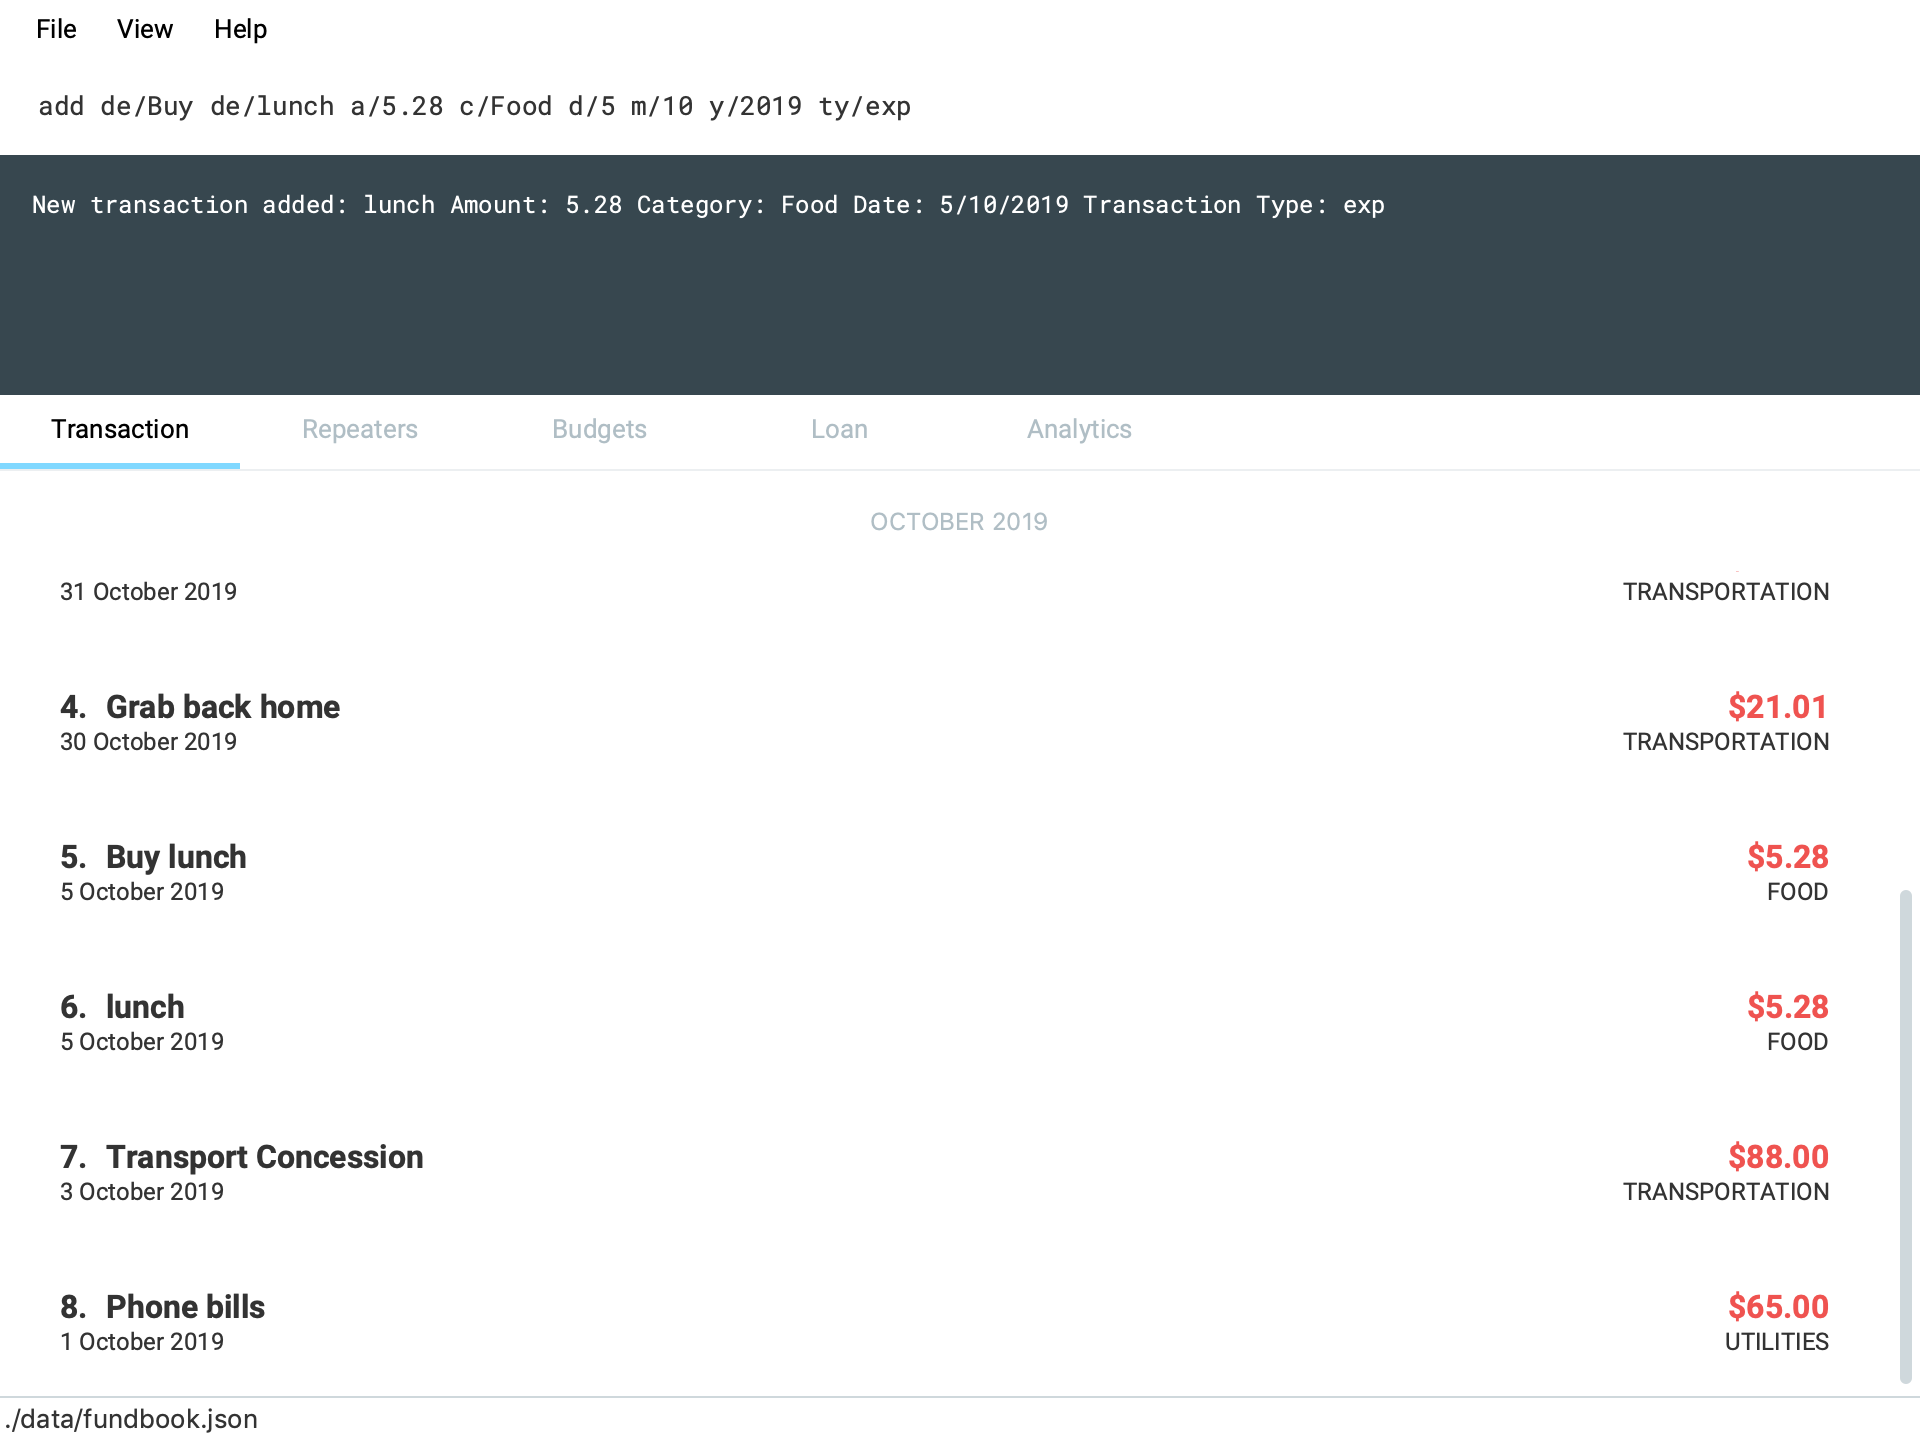 File View Help
add de/Buy de/lunch a/5.28 c/Food d/5 m/10 y/2019 ty/exp
New transaction added: lunch Amount: 5.28 Category: Food Date: 5/10/2019 Transaction Type: exp
Transaction Repeaters Budgets Loan Analytics
OCTOBER 2019
31 October 2019 TRANSPORTATION
4. Grab back home $21.01
30 October 2019 TRANSPORTATION
5. Buy lunch $5.28
5 October 2019 FOOD
6. lunch $5.28
5 October 2019 FOOD
7. Transport Concession $88.00
3 October 2019 TRANSPORTATION
8. Phone bills $65.00
1 October 2019 UTILITIES
./data/fundbook.json